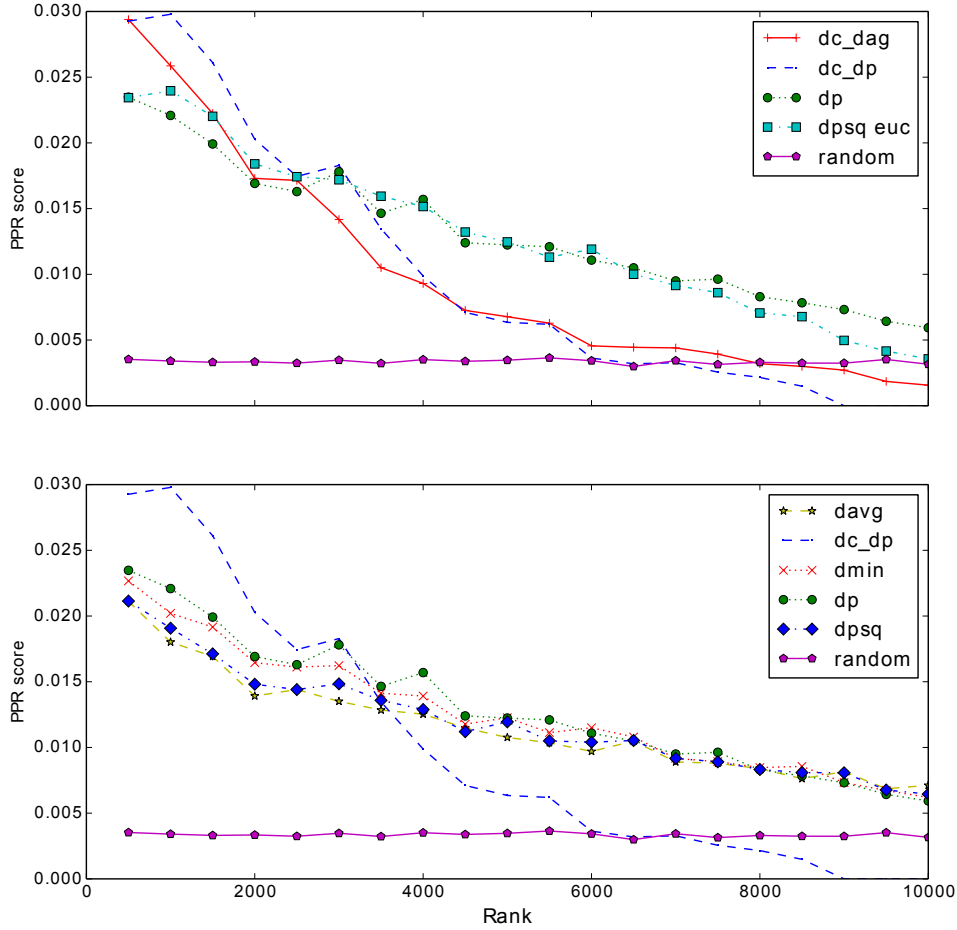 0.030
0.025
0.020
0.015
0.010
0.005
0.000
PPR score
dc_dag
dc_dp
dp
dpsq euc
random
0.030
0.025
0.020
0.015
0.010
0.005
0.000
PPR score
davg
dc_dp
dmin
dp
dpsq
random
0 2000 4000 6000 8000 10000
Rank